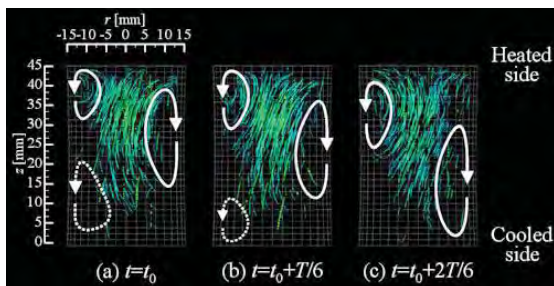 r [mm]
-15-10 -5 0 5 10 15
z [mm]
45
40
35
30
25
20
15
10
5
0
Heated
side
Cooled
side
(a) t=t0
(b) t=t0+T/6
(c) t=t0+2T/6